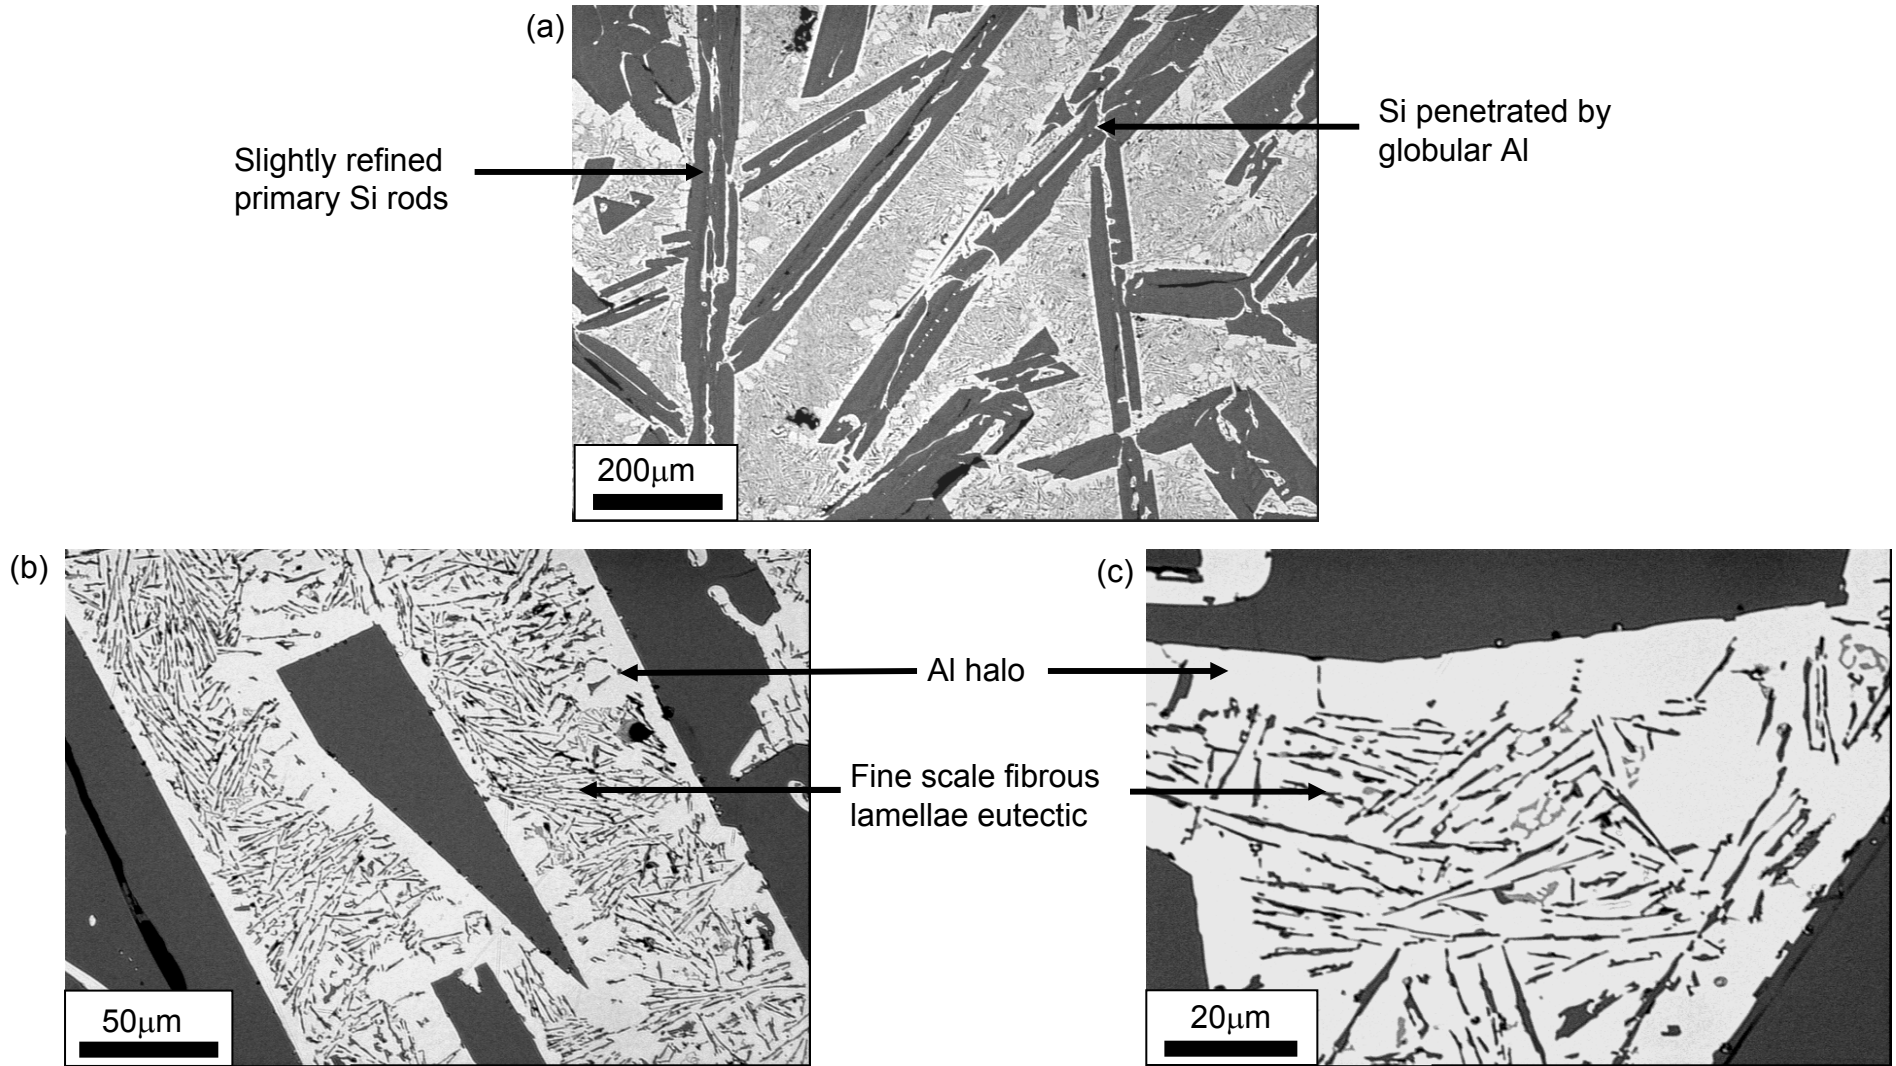 (a)
Slightly refined
primary Si rods
Si penetrated by
globular Al
200μm
(b)
(c)
Al halo
Fine scale fibrous
lamellae eutectic
50μm
20μm